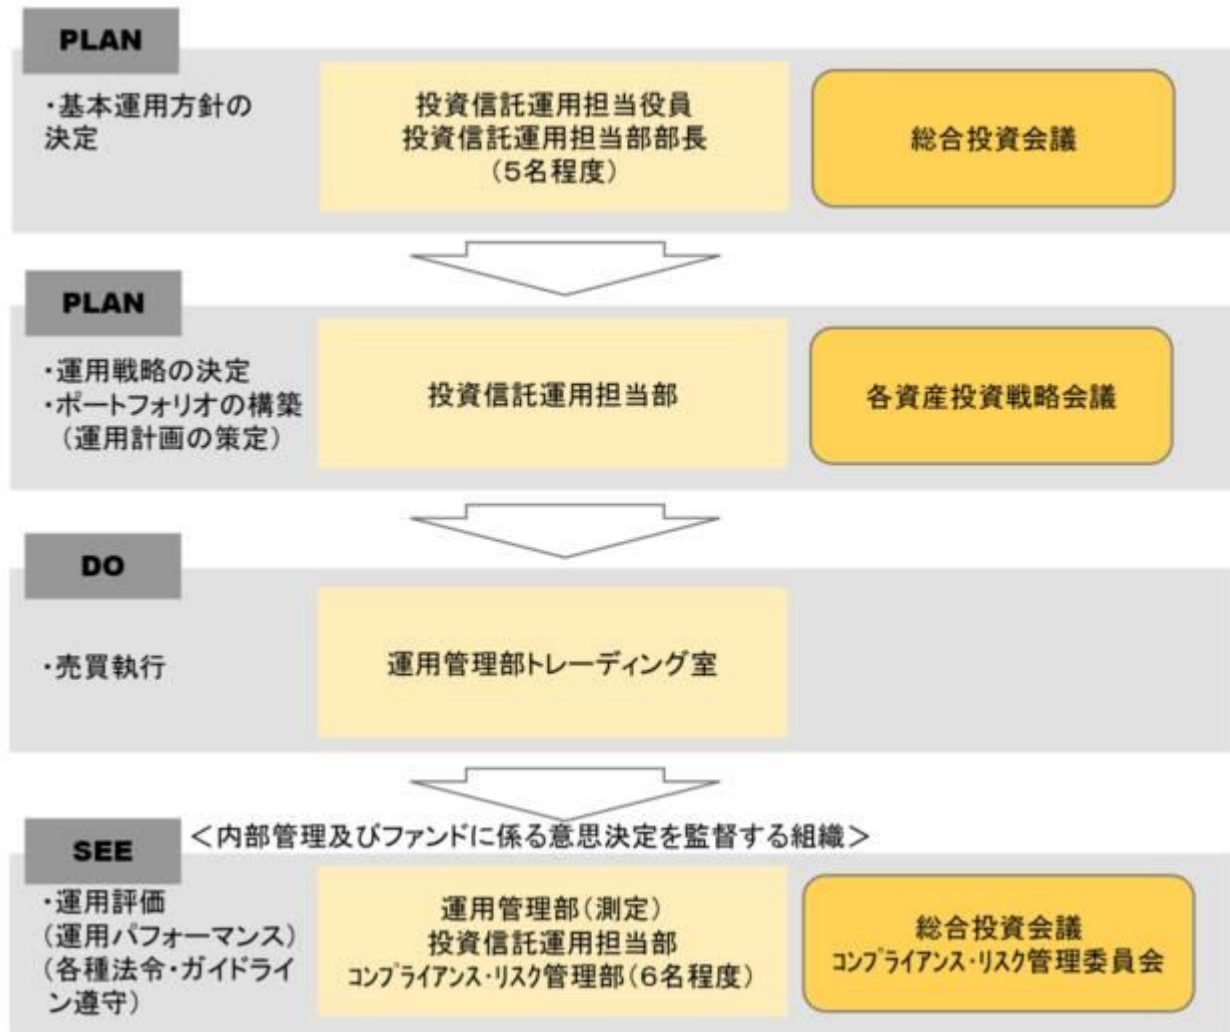 PLAN
・基本運用方針の
決定
投資信託運用担当役員
投資信託運用担当部部長
(5名程度)
総合投資会議
PLAN
・運用戦略の決定
・ポートフォリオの構築
(運用計画の策定)
投資信託運用担当部
各資産投資戦略会議
DO
・売買執行
運用管理部トレーディング室
SEE
<内部管理及びファンドに係る意思決定を監督する組織>
・運用評価
(運用パフォーマンス)
(各種法令・ガイドライ
ン遵守)
運用管理部(測定)
投資信託運用担当部
コンプライアンス・リスク管理部(6名程度)
総合投資会議
コンプライアンス・リスク管理委員会